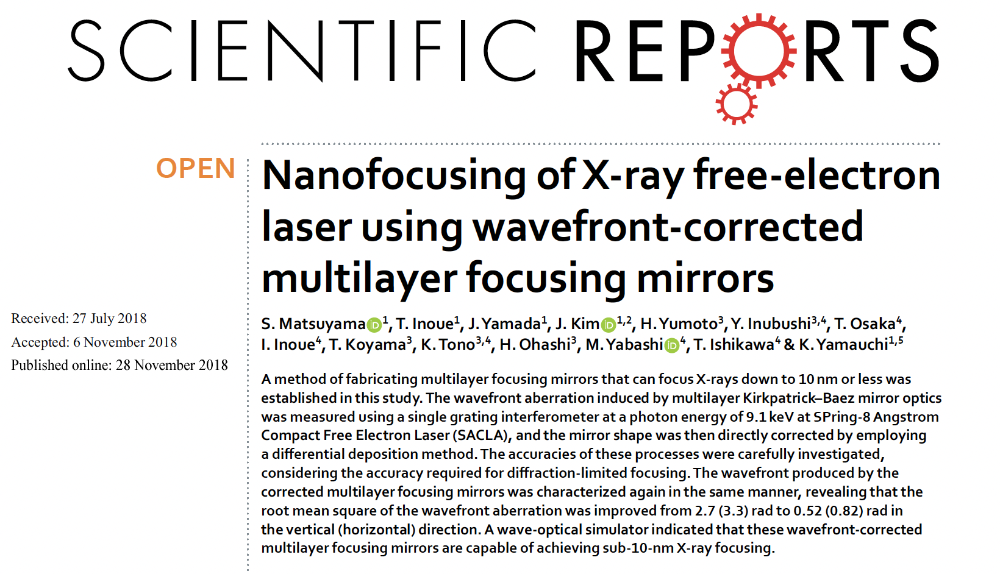 SCIENTIFIC REPORTS
OPEN
Nanofocusing of X-ray free-electron
laser using wavefront-corrected
multilayer focusing mirrors
Received: 27 July 2018
Accepted: 6 November 2018
Published online: 28 November 2018
S. Matsuyama iD 1, T. Inoue1, J. Yamada1, J. Kim iD 1,2, H. Yumoto3, Y. Inubushi3,4, T. Osaka4,
I. Inoue4, T. Koyama3, K. Tono3,4, H. Ohashi3, M. Yabashi iD 4, T. Ishikawa4 & K. Yamauchi1,5
A method of fabricating multilayer focusing mirrors that can focus X-rays down to 10 nm or less was
established in this study. The wavefront aberration induced by multilayer Kirkpatrick–Baez mirror optics
was measured using a single grating interferometer at a photon energy of 9.1 keV at SPring-8 Angstrom
Compact Free Electron Laser (SACLA), and the mirror shape was then directly corrected by employing
a differential deposition method. The accuracies of these processes were carefully investigated,
considering the accuracy required for diffraction-limited focusing. The wavefront produced by the
corrected multilayer focusing mirrors was characterized again in the same manner, revealing that the
root mean square of the wavefront aberration was improved from 2.7 (3.3) rad to 0.52 (0.82) rad in
the vertical (horizontal) direction. A wave-optical simulator indicated that these wavefront-corrected
multilayer focusing mirrors are capable of achieving sub-10-nm X-ray focusing.